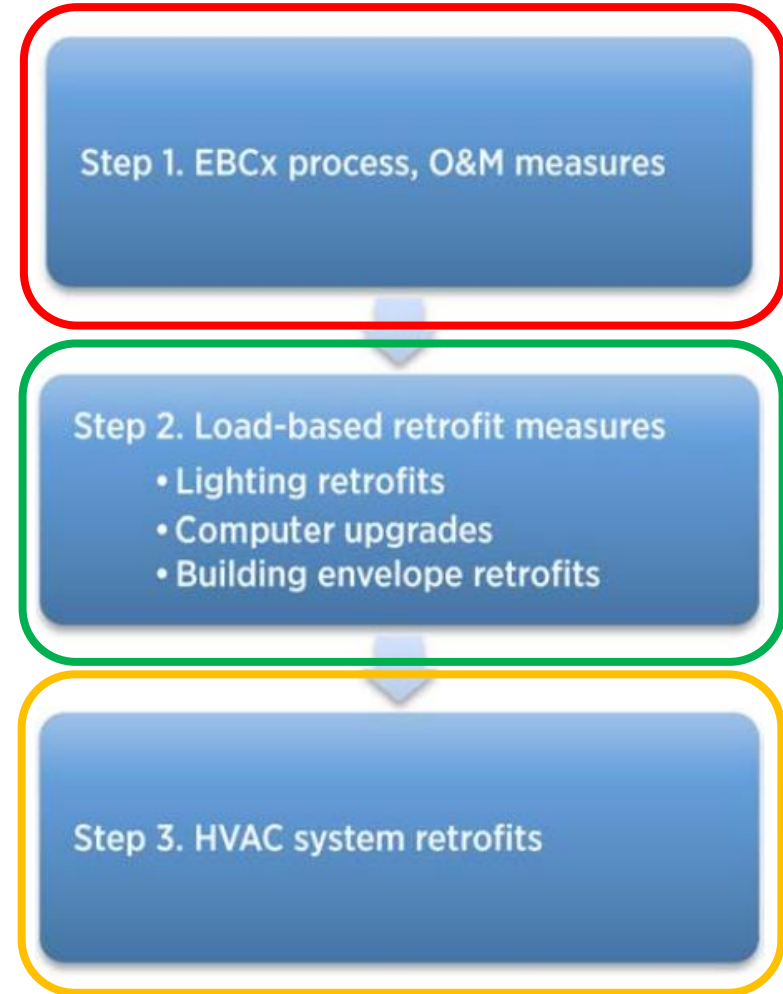 Step 1. EBCx process, O&M measures
Step 2. Load-based retrofit measures
• Lighting retrofits
• Computer upgrades
• Building envelope retrofits
Step 3. HVAC system retrofits